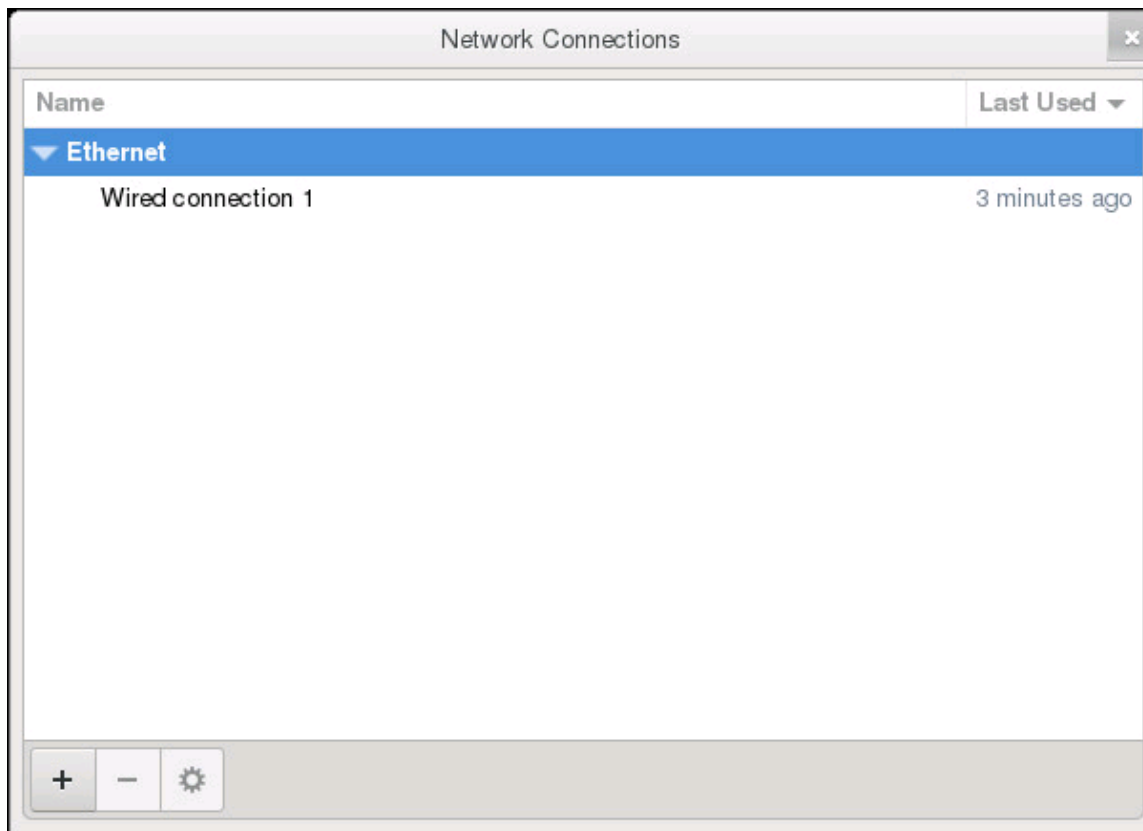 Network Connections
Name Last Used
Ethernet
Wired connection 1 3 minutes ago